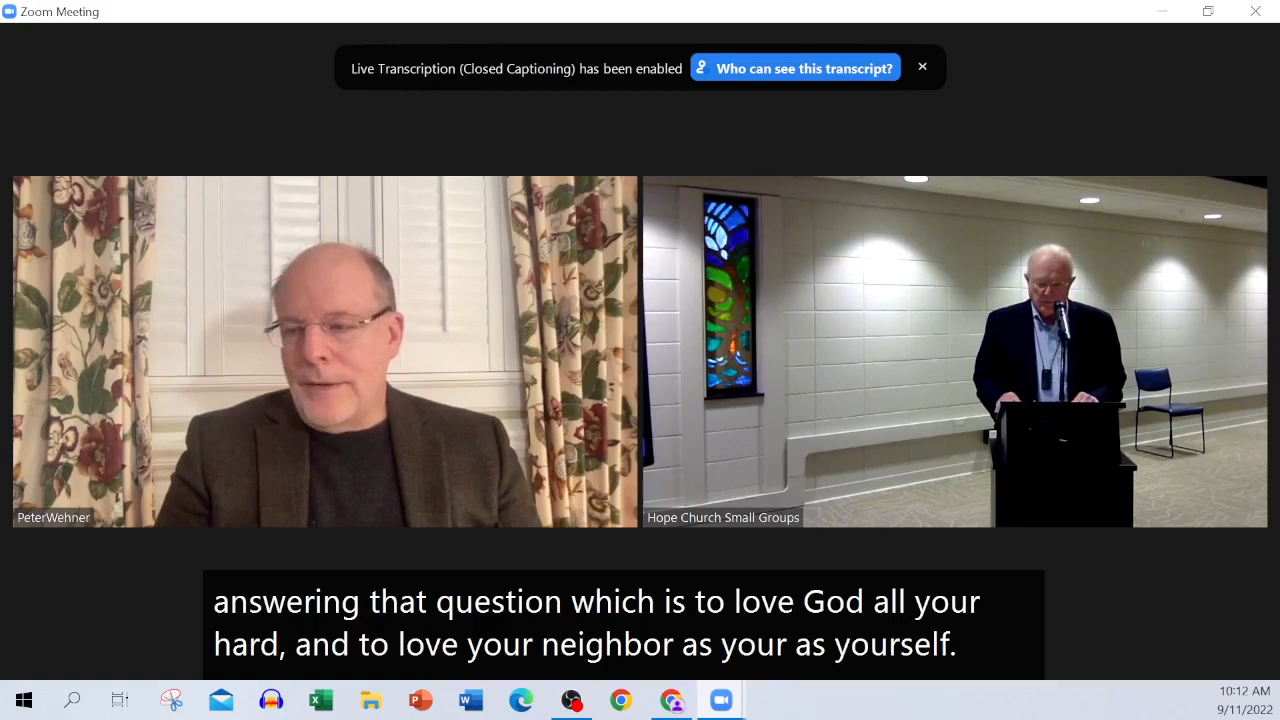 Zoom Meeting
Live Transcription (Closed Captioning) has been enabled
Who can see this transcript?
PeterWehner
Hope Church Small Groups
answering that question which is to love God all your
hard, and to love your neighbor as your as yourself.
10:12 AM
9/11/2022